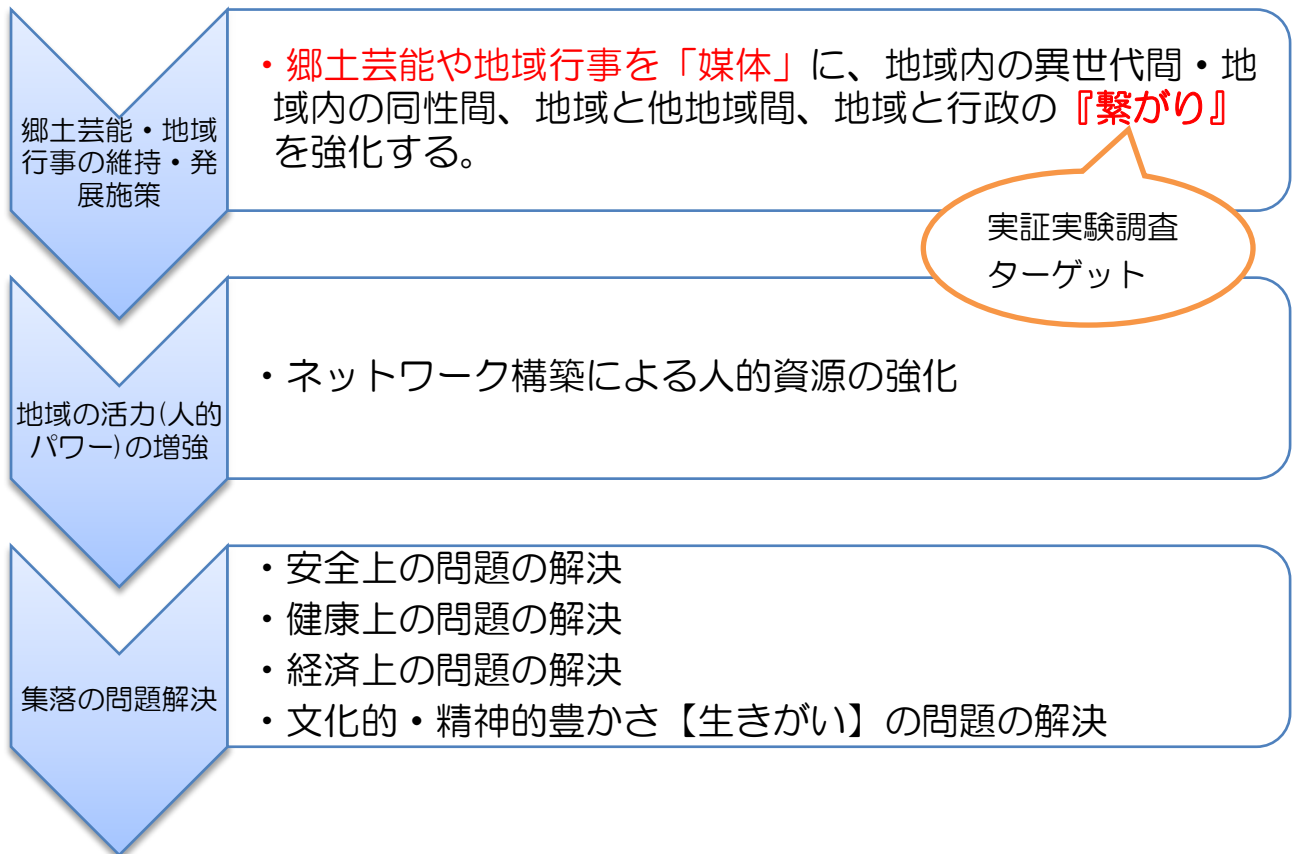 郷土芸能・地域
行事の維持・発
展施策
・郷土芸能や地域行事を「媒体」に、地域内の異世代間・地
域内の同性間、地域と他地域間、地域と行政の『繋がり』
を強化する。
実証実験調査
ターゲット
地域の活力(人的
パワー)の増強
・ネットワーク構築による人的資源の強化
集落の問題解決
・安全上の問題の解決
・健康上の問題の解決
・経済上の問題の解決
・文化的・精神的豊かさ【生きがい】の問題の解決